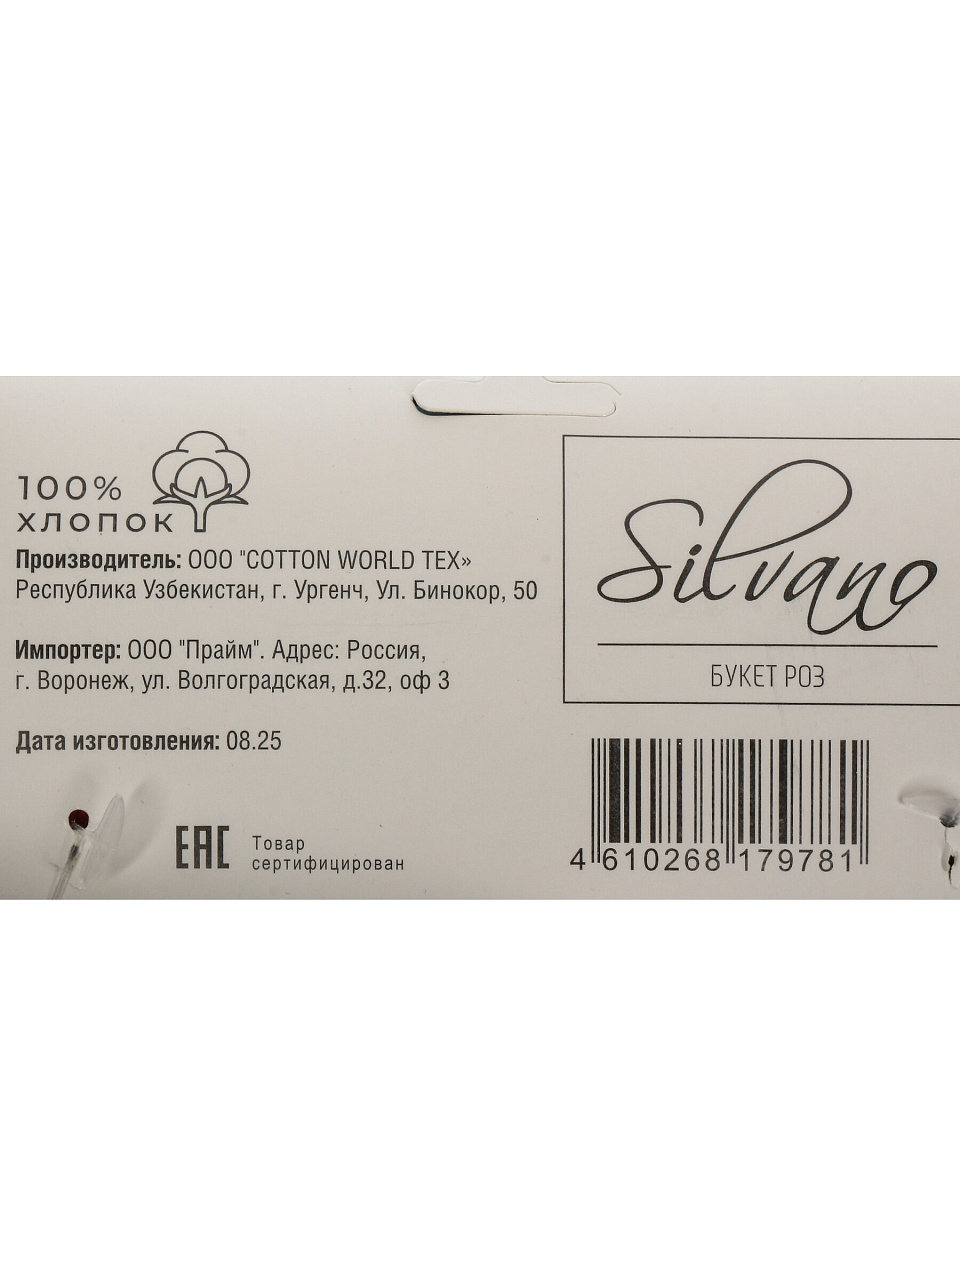 100%
ХЛОПОК
Производитель: ООО "COTTON WORLD TEX»
Республика Узбекистан, г. Ургенч, Ул. Бинокор, 50
Импортер: ООО "Прайм". Адрес: Россия,
г. Воронеж, ул. Волгоградская, д.32, оф 3
Дата изготовления: 08.25
EAC Товар
сертифицирован
Silvano
БУКЕТ РОЗ
4 610268 179781